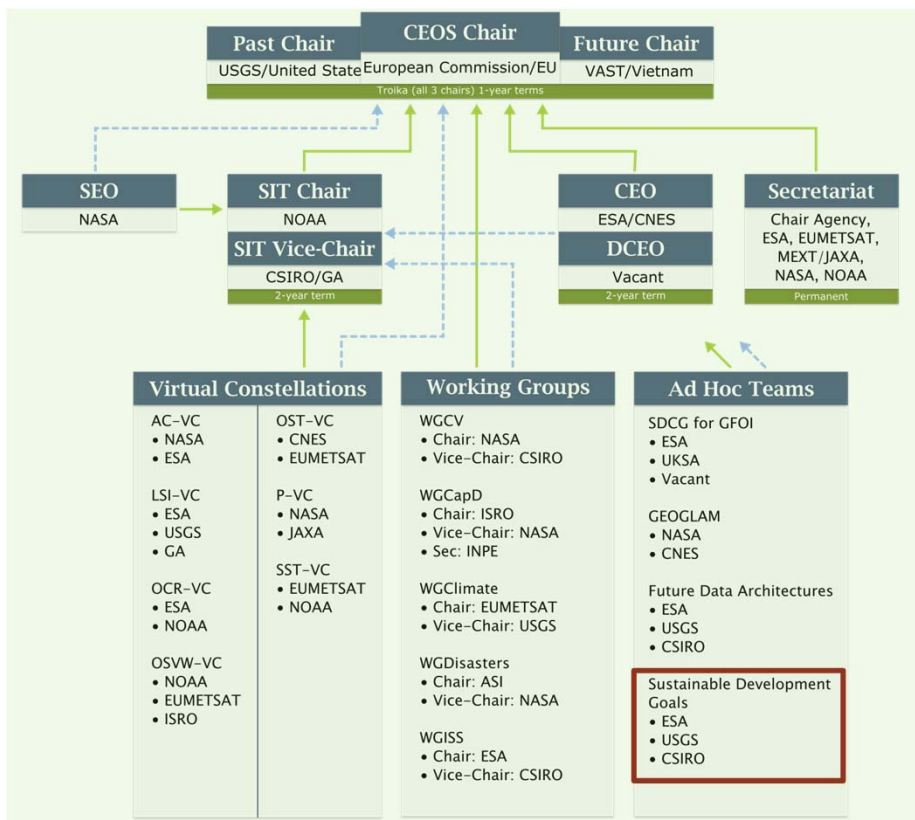 Past Chair
CEOS Chair
Future Chair
USGS/United State
European Commission/EU
VAST/Vietnam
Troika (all 3 chairs) 1-year terms
SEO
NASA
SIT Chair
NOAA
SIT Vice-Chair
CSIRO/GA
2-year term
CEO
ESA/CNES
DCEO
Vacant
2-year term
Secretariat
Chair Agency,
ESA, EUMETSAT,
MEXT/JAXA,
NASA, NOAA
Permanent
Virtual Constellations
AC-VC
• NASA
• ESA
LSI-VC
• ESA
• USGS
• GA
OCR-VC
• ESA
• NOAA
OSVW-VC
• NOAA
• EUMETSAT
• ISRO
OST-VC
• CNES
• EUMETSAT
P-VC
• NASA
• JAXA
SST-VC
• EUMETSAT
• NOAA
Working Groups
WGCV
• Chair: NASA
• Vice-Chair: CSIRO
WGCapD
• Chair: ISRO
• Vice-Chair: NASA
• Sec: INPE
WGClimate
• Chair: EUMETSAT
• Vice-Chair: USGS
WGDisasters
• Chair: ASI
• Vice-Chair: NASA
WGISS
• Chair: ESA
• Vice-Chair: CSIRO
Ad Hoc Teams
SDCG for GFOI
• ESA
• UKSA
• Vacant
GEOGLAM
• NASA
• CNES
Future Data Architectures
• ESA
• USGS
• CSIRO
Sustainable Development
Goals
• ESA
• USGS
• CSIRO